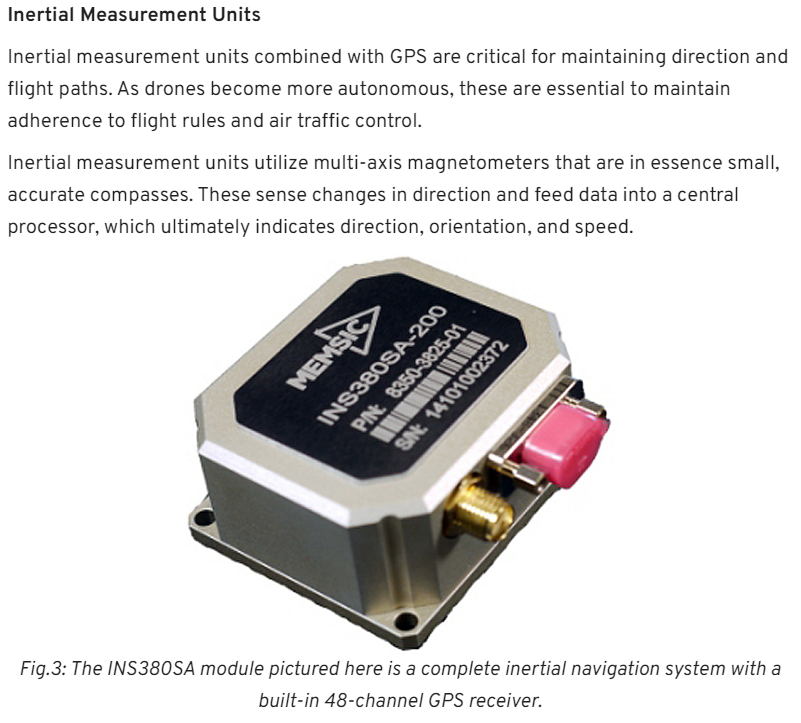 Inertial Measurement Units
Inertial measurement units combined with GPS are critical for maintaining direction and
flight paths. As drones become more autonomous, these are essential to maintain
adherence to flight rules and air traffic control.
Inertial measurement units utilize multi-axis magnetometers that are in essence small,
accurate compasses. These sense changes in direction and feed data into a central
processor, which ultimately indicates direction, orientation, and speed.
MEMSIC
INS380SA-200
P/N: 8350-3825-01
S/N: 14101002372
Fig.3: The INS380SA module pictured here is a complete inertial navigation system with a
built-in 48-channel GPS receiver.